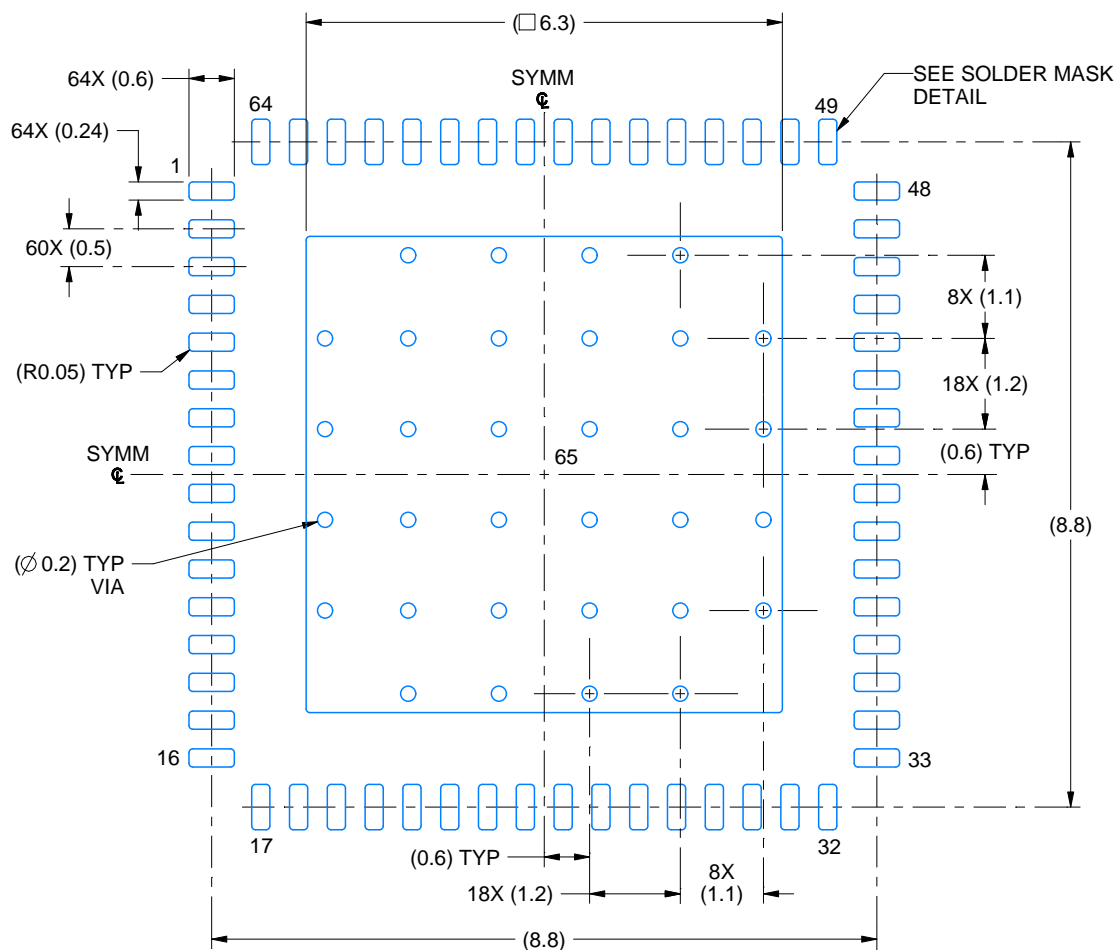 (□ 6.3)
64X (0.6)
SYMM
℄
SEE SOLDER MASK
DETAIL
64
49
64X (0.24)
1
48
60X (0.5)
8X (1.1)
(R0.05) TYP
18X (1.2)
SYMM
℄
65
(0.6) TYP
(8.8)
(∅ 0.2) TYP
VIA
16
33
17
32
(0.6) TYP
18X (1.2)
8X
(1.1)
(8.8)